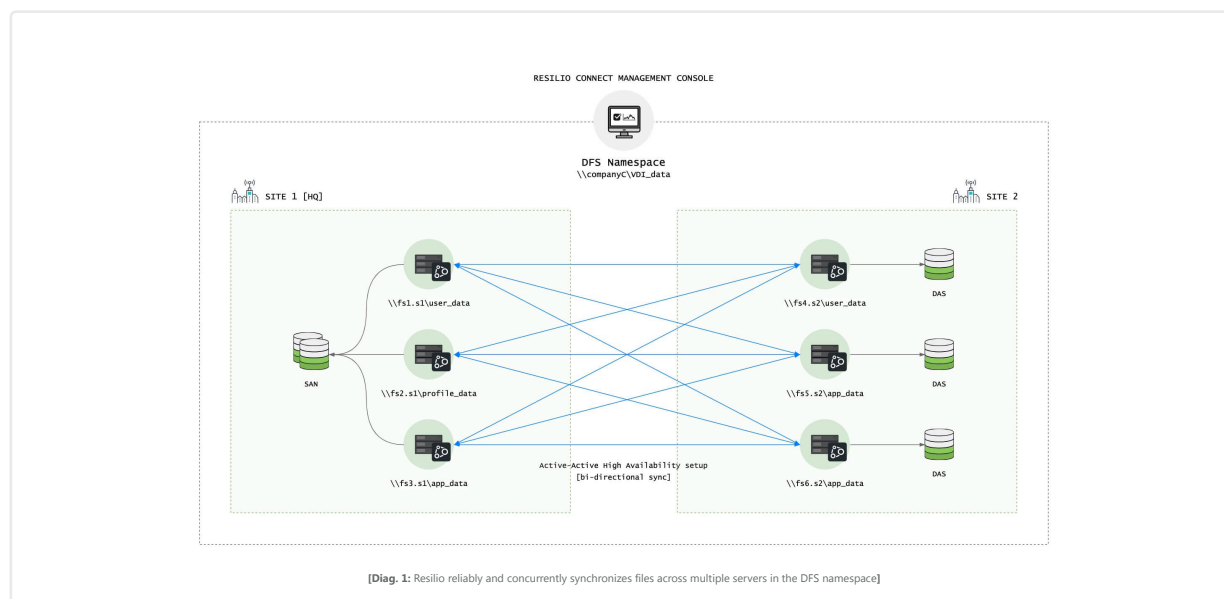 RESILIO CONNECT MANAGEMENT CONSOLE
DFS Namespace
\\companyC\VDI_data
SITE 1 [HQ]
SITE 2
\\fs1.s1\user_data
\\fs4.s2\user_data
DAS
SAN
\\fs2.s1\profile_data
\\fs5.s2\app_data
DAS
Active-Active High Availability setup
[bi-directional sync]
\\fs3.s1\app_data
\\fs6.s2\app_data
DAS
[Diag. 1: Resilio reliably and concurrently synchronizes files across multiple servers in the DFS namespace]